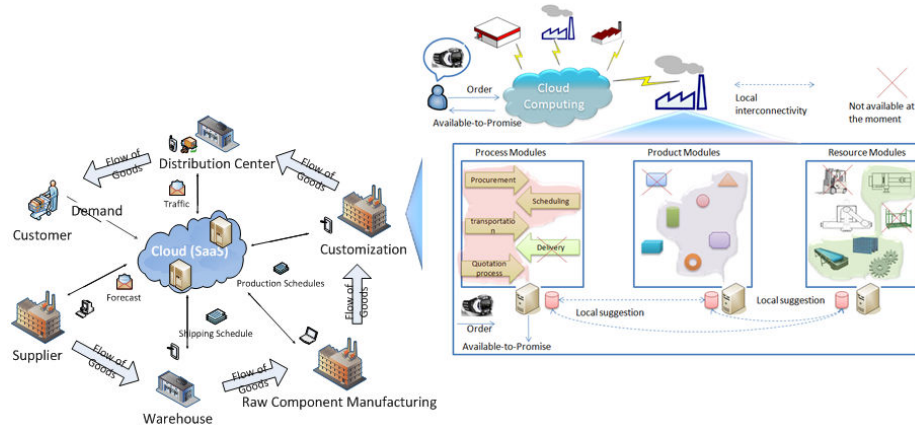 Flow of
Goods
Distribution Center
Flow of
Goods
Traffic
Customer
Demand
Customization
Cloud (SaaS)
Production Schedules
Forecast
Flow of
Goods
Supplier
Shipping Schedule
Flow of
Goods
Flow of
Goods
Warehouse
Raw Component Manufacturing
Order
Available-to-Promise
Cloud
Computing
Local
interconnectivity
Not available at
the moment
Process Modules
Product Modules
Resource Modules
Procurement
Scheduling
transportatio
n
Delivery
Quotation
process
Local suggestion
Local suggestion
Order
Available-to-Promise